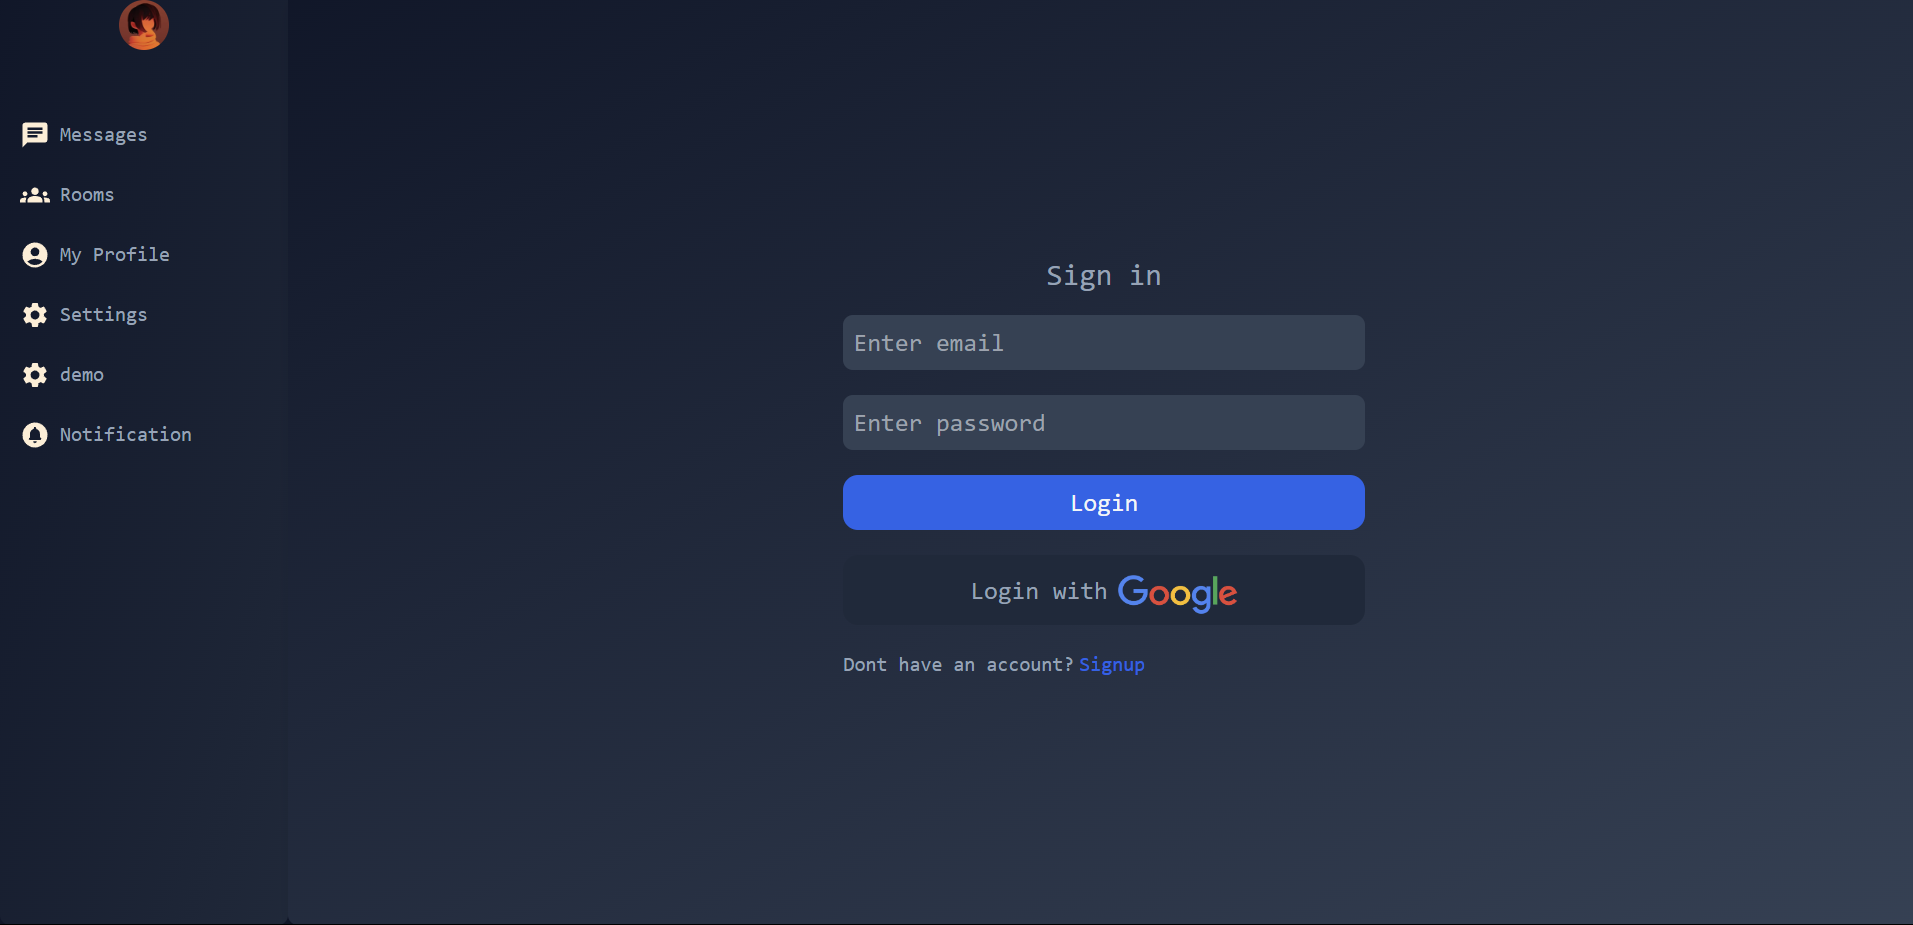 Messages
Rooms
My Profile
Settings
demo
Notification
Sign in
Enter email
Enter password
Login
Login with Google
Dont have an account? Signup